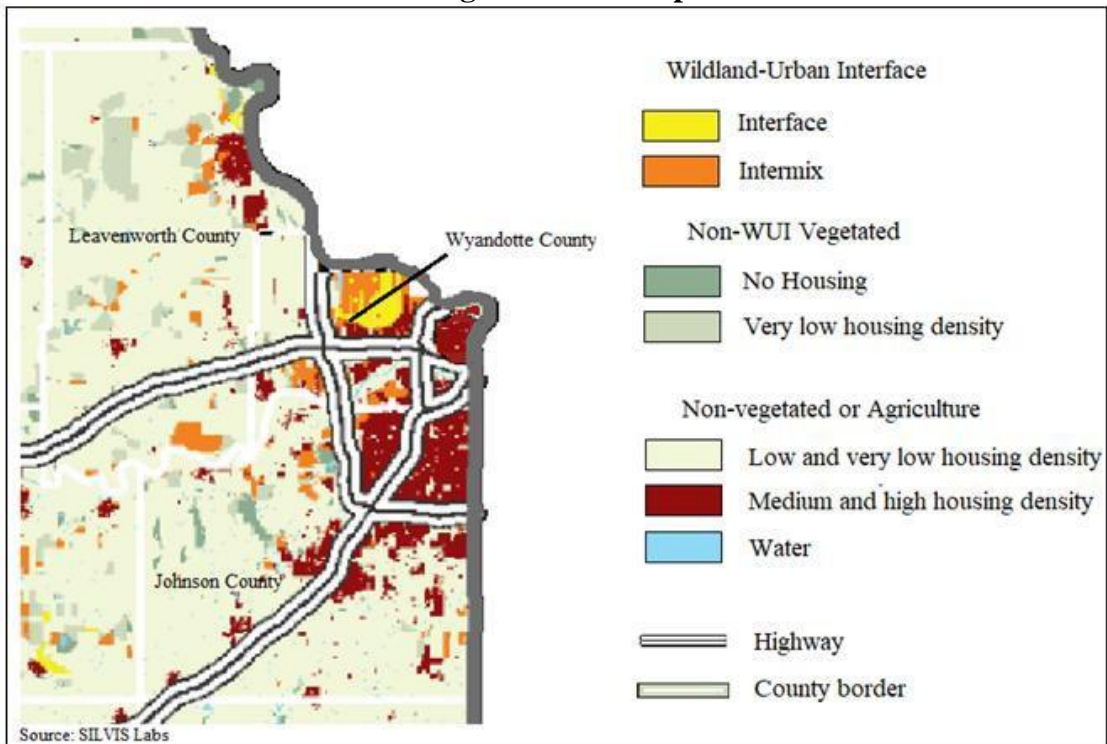 Leavenworth County
Wyandotte County
Johnson County
Source: SILVIS Labs
Wildland-Urban Interface
Interface
Intermix
Non-WUI Vegetated
No Housing
Very low housing density
Non-vegetated or Agriculture
Low and very low housing density
Medium and high housing density
Water
Highway
County border